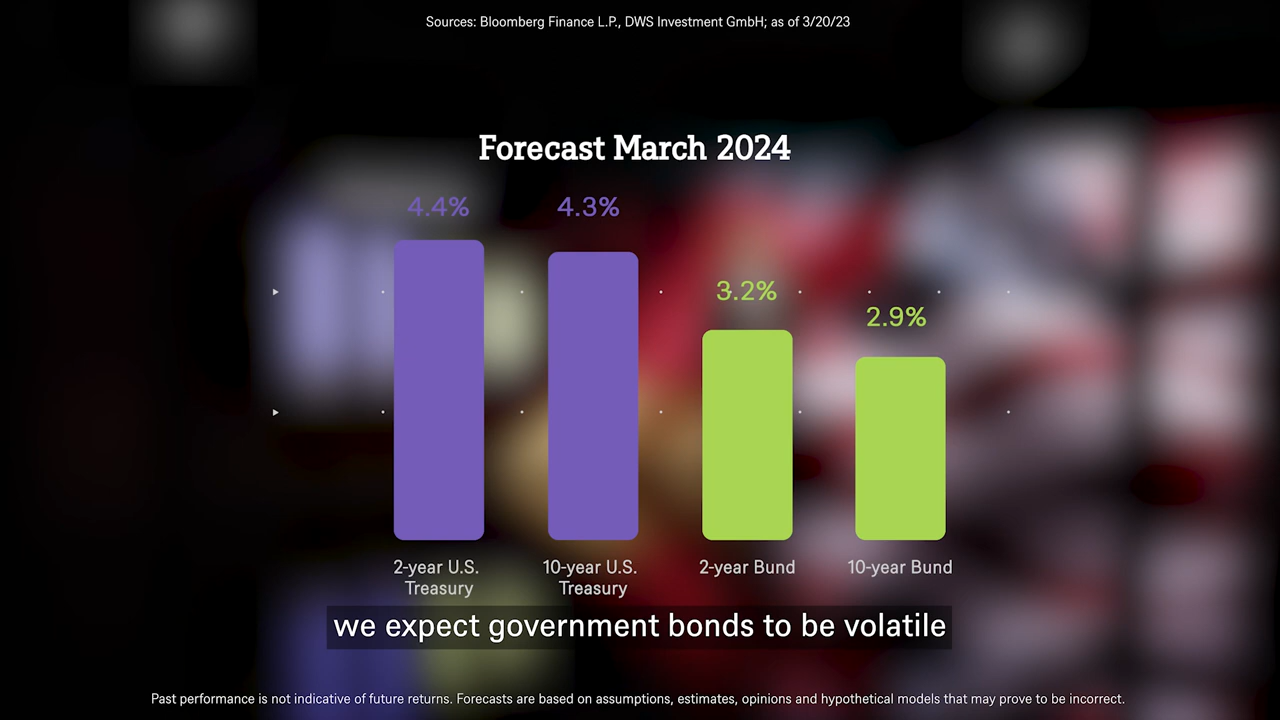 Sources: Bloomberg Finance L.P., DWS Investment GmbH; as of 3/20/23
Forecast March 2024
4.4%
4.3%
3.2%
2.9%
2-year U.S.
Treasury
10-year U.S.
Treasury
2-year Bund
10-year Bund
we expect government bonds to be volatile
Past performance is not indicative of future returns. Forecasts are based on assumptions, estimates, opinions and hypothetical models that may prove to be incorrect.